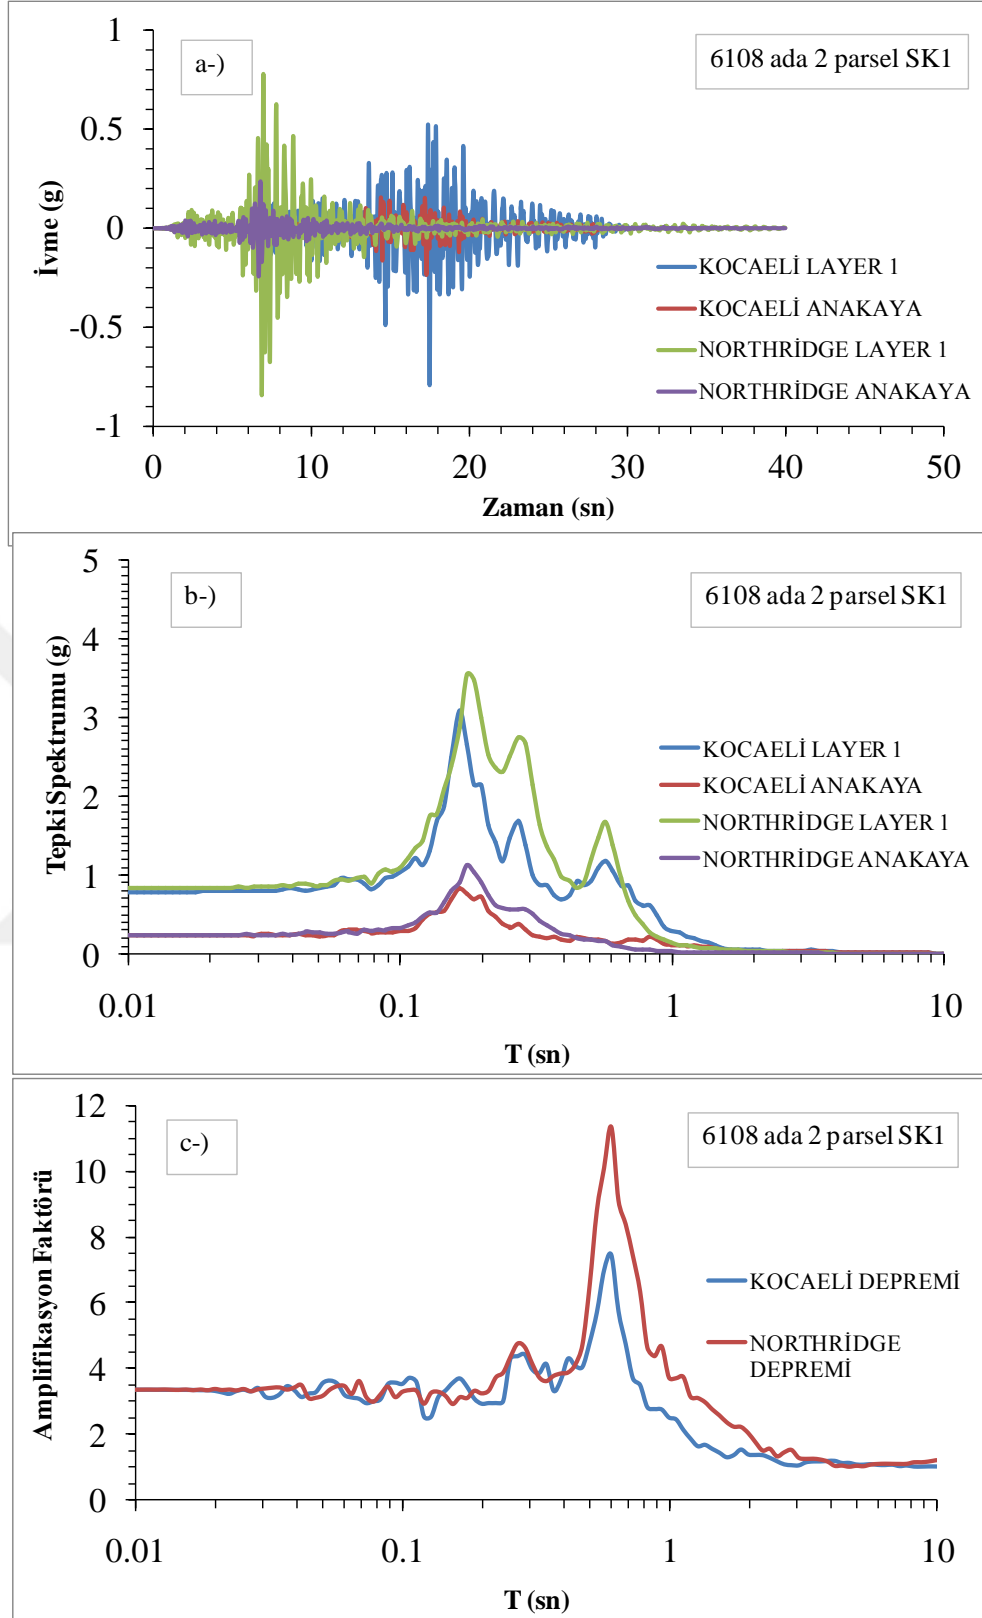 a-)
6108 ada 2 parsel SK1
1
0.5
0
-0.5
-1
İvme (g)
KOCAELİ LAYER 1
KOCAELİ ANAKAYA
NORTHRİDGE LAYER 1
NORTHRİDGE ANAKAYA
0 10 20 30 40 50
Zaman (sn)
b-)
6108 ada 2 parsel SK1
5
4
3
2
1
0
Tepki Spektrumu (g)
KOCAELİ LAYER 1
KOCAELİ ANAKAYA
NORTHRİDGE LAYER 1
NORTHRİDGE ANAKAYA
0.01 0.1 1 10
T (sn)
c-)
6108 ada 2 parsel SK1
12
10
8
6
4
2
0
Amplifikasyon Faktörü
KOCAELİ DEPREMİ
NORTHRİDGE
DEPREMİ
0.01 0.1 1 10
T (sn)